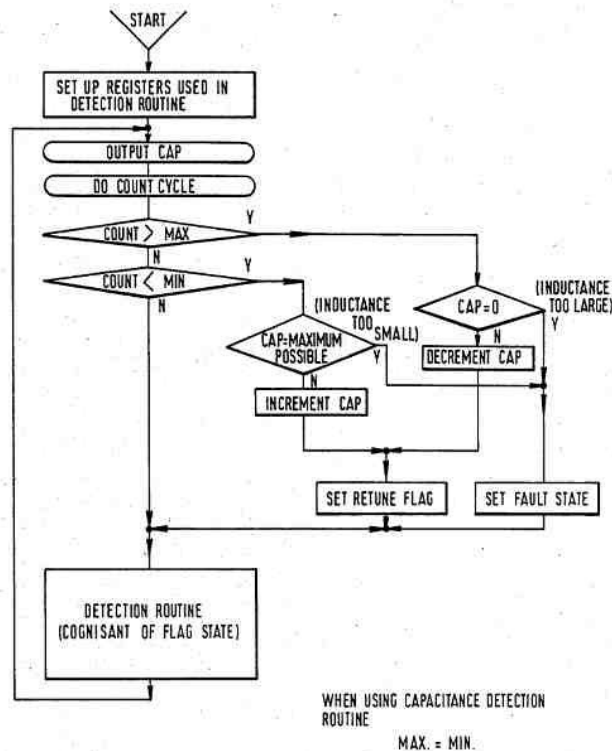 START
SET UP REGISTERS USED IN
DETECTION ROUTINE
OUTPUT CAP
DO COUNT CYCLE
Y
COUNT > MAX
N
Y
COUNT < MIN
N
(INDUCTANCE
TOO
SMALL)
CAP=MAXIMUM
POSSIBLE
Y
N
INCREMENT CAP
CAP=0
(INDUCTANCE
TOO LARGE)
Y
N
DECREMENT CAP
SET RETUNE FLAG
SET FAULT STATE
DETECTION ROUTINE
(COGNISANT OF FLAG STATE)
WHEN USING CAPACITANCE DETECTION
ROUTINE
MAX. = MIN.